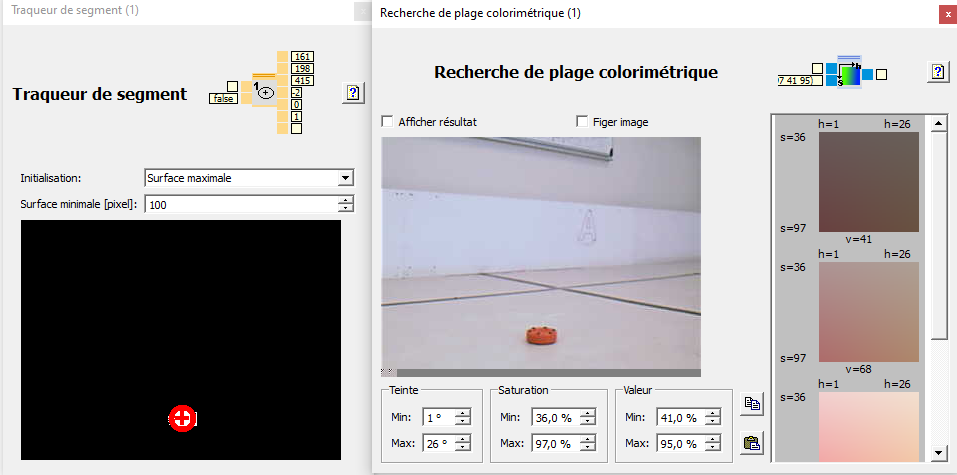 Traqueur de segment (1)
Traqueur de segment
false
1
161
198
415
-2
0
1
?
Initialisation: Surface maximale
Surface minimale [pixel]: 100
Recherche de plage colorimétrique (1)
x
Recherche de plage colorimétrique
7 41 95)
h
s
?
Afficher résultat
Figer image
A
Teinte
Min: 1 °
Max: 26 °
Saturation
Min: 36,0 %
Max: 97,0 %
Valeur
Min: 41,0 %
Max: 95,0 %
h=1 h=26
s=36
s=97
v=41
h=1 h=26
s=36
s=97
v=68
h=1 h=26
s=36